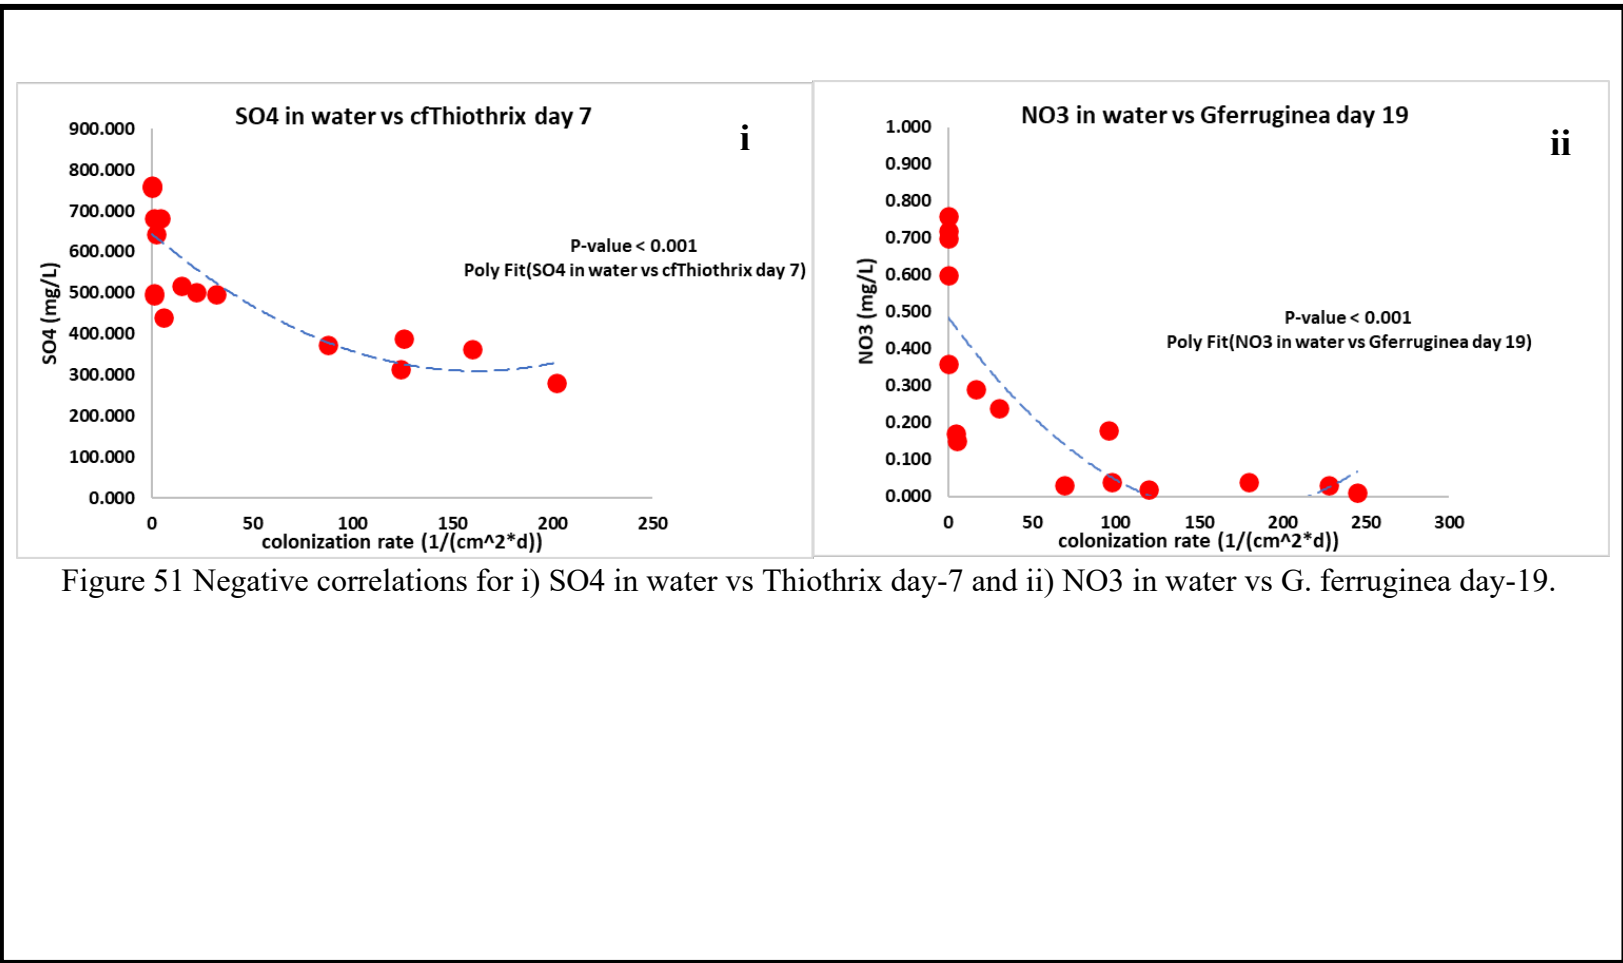 SO4 in water vs cfThiothrix day 7
i
900.000
800.000
700.000
600.000
500.000
400.000
300.000
200.000
100.000
0.000
SO4 (mg/L)
P-value < 0.001
Poly Fit(SO4 in water vs cfThiothrix day 7)
0 50 100 150 200 250
colonization rate (1/(cm^2*d))
NO3 in water vs Gferruginea day 19
ii
1.000
0.900
0.800
0.700
0.600
0.500
0.400
0.300
0.200
0.100
0.000
NO3 (mg/L)
P-value < 0.001
Poly Fit(NO3 in water vs Gferruginea day 19)
0 50 100 150 200 250 300
colonization rate (1/(cm^2*d))
Figure 51 Negative correlations for i) SO4 in water vs Thiothrix day-7 and ii) NO3 in water vs G. ferruginea day-19.